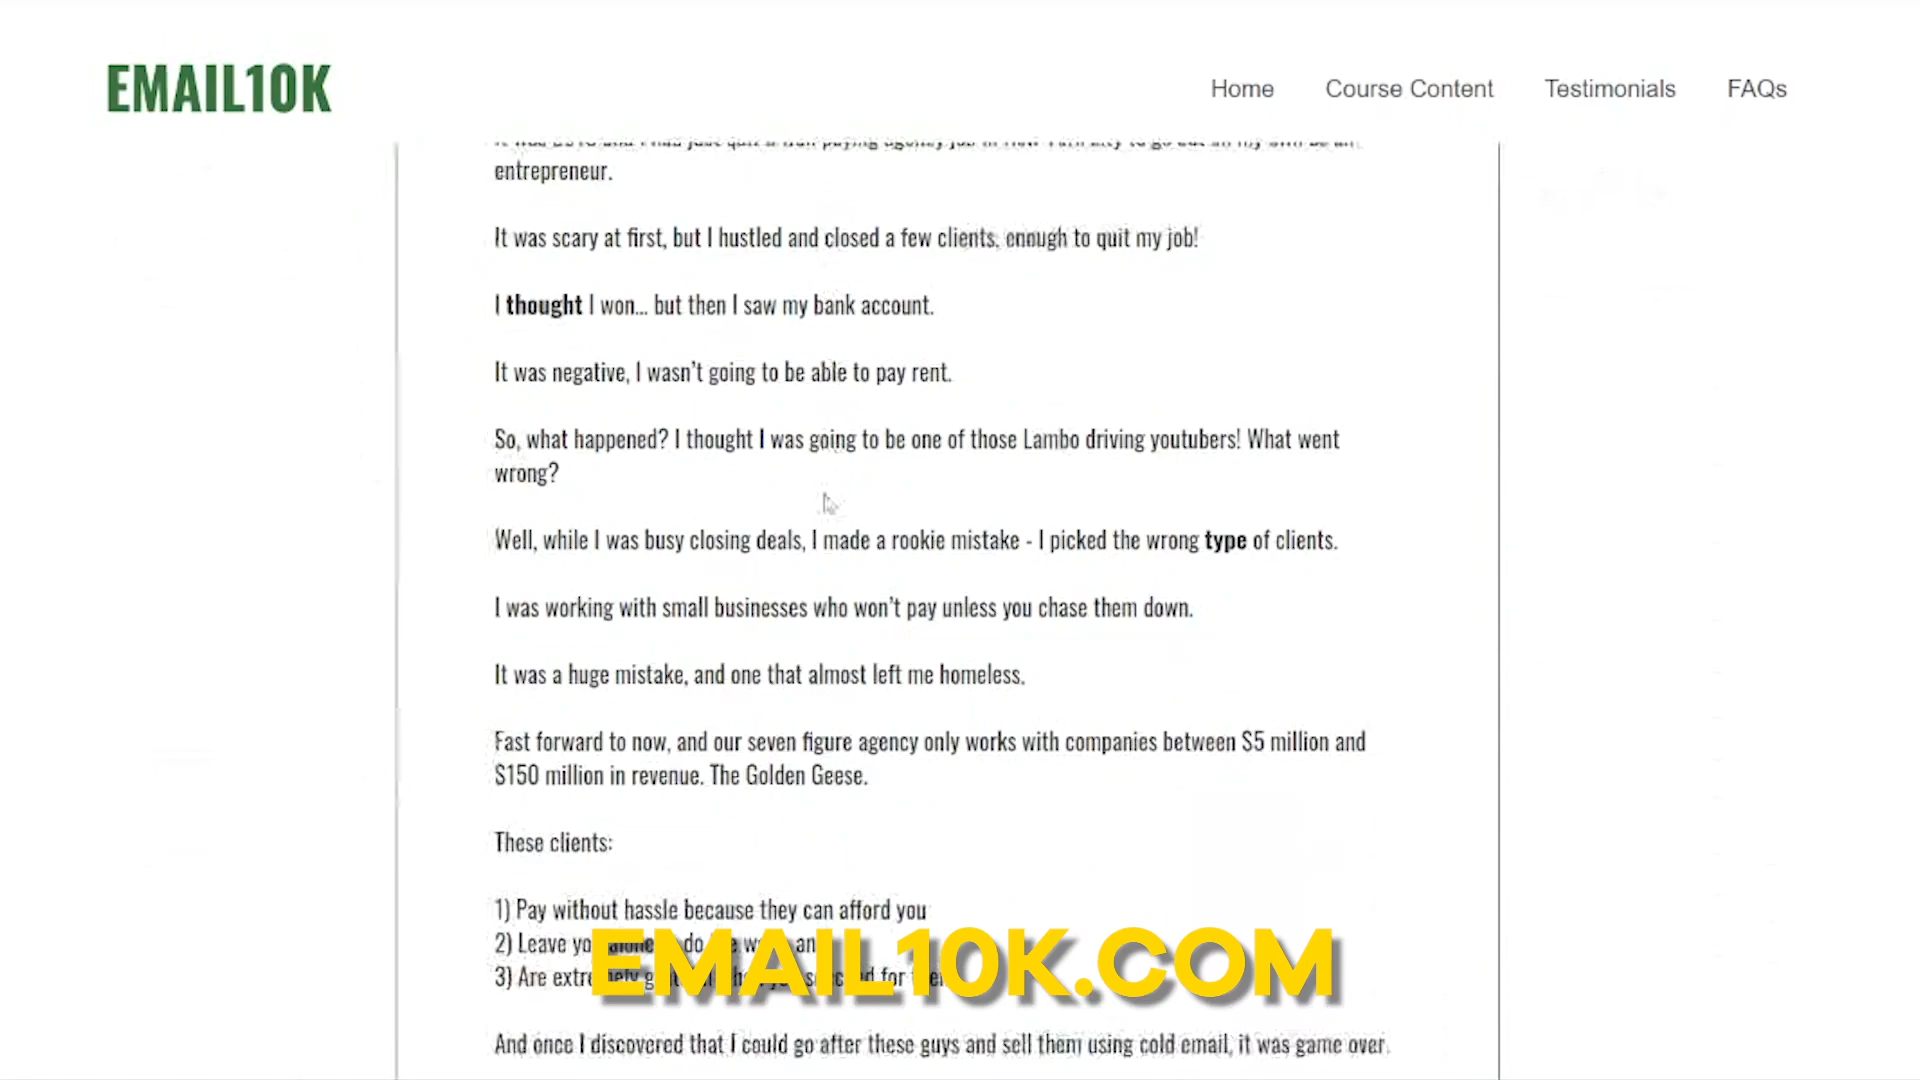 EMAIL10K
Home Course Content Testimonials FAQs
entrepreneur.
It was scary at first, but I hustled and closed a few clients, enough to quit my job!
I thought I won... but then I saw my bank account.
It was negative, I wasn't going to be able to pay rent.
So, what happened? I thought I was going to be one of those Lambo driving youtubers! What went
wrong?
Well, while I was busy closing deals, I made a rookie mistake - I picked the wrong type of clients.
I was working with small businesses who won't pay unless you chase them down.
It was a huge mistake, and one that almost left me homeless.
Fast forward to now, and our seven figure agency only works with companies between $5 million and
$150 million in revenue. The Golden Geese.
These clients:
1) Pay without hassle because they can afford you
2) Leave you alone
3) Are
EMAIL10K.COM
And once I discovered that I could go after these guys and sell them using cold email, it was game over.